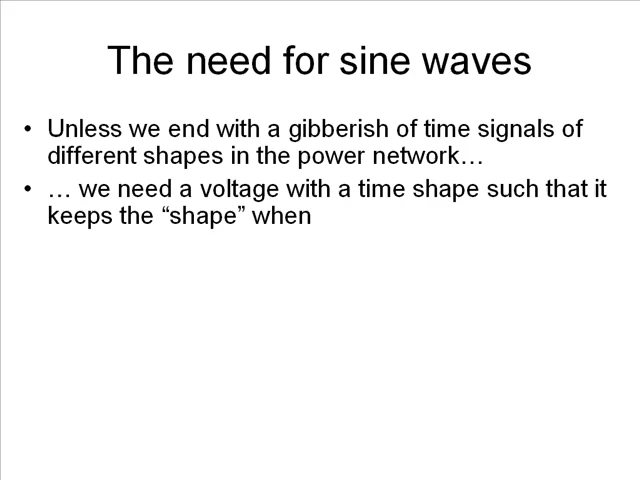 The need for sine waves
• Unless we end with a gibberish of time signals of
different shapes in the power network…
• … we need a voltage with a time shape such that it
keeps the “shape” when